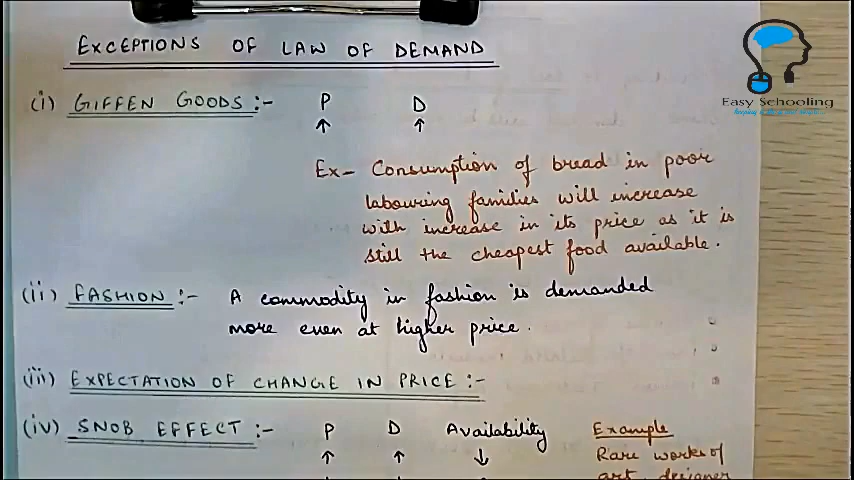 EXCEPTIONS OF LAW OF DEMAND
Easy Schooling
(i) GIFFEN GOODS :- P D
↑ ↑
Ex- Consumption of bread in poor
labouring families will increase
with increase in its price as it is
still the cheapest food available.
(ii) FASHION :- A commodity in fashion is demanded
more even at higher price.
(iii) EXPECTATION OF CHANGE IN PRICE :-
(iv) SNOB EFFECT :- P D Availability Example
↑ ↑ ↓ Rare works of
art, designer